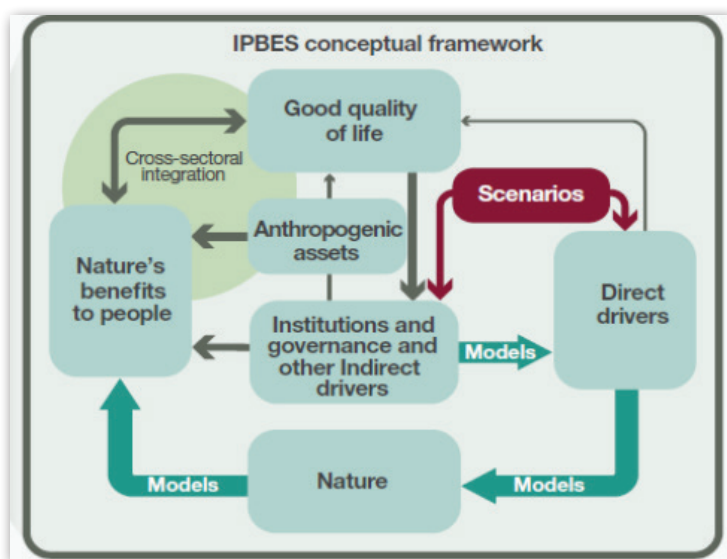 IPBES conceptual framework
Good quality
of life
Cross-sectoral
integration
Scenarios
Anthropogenic
assets
Nature's
benefits
to people
Direct
drivers
Institutions and
governance and
other Indirect
drivers
Models
Nature
Models
Models